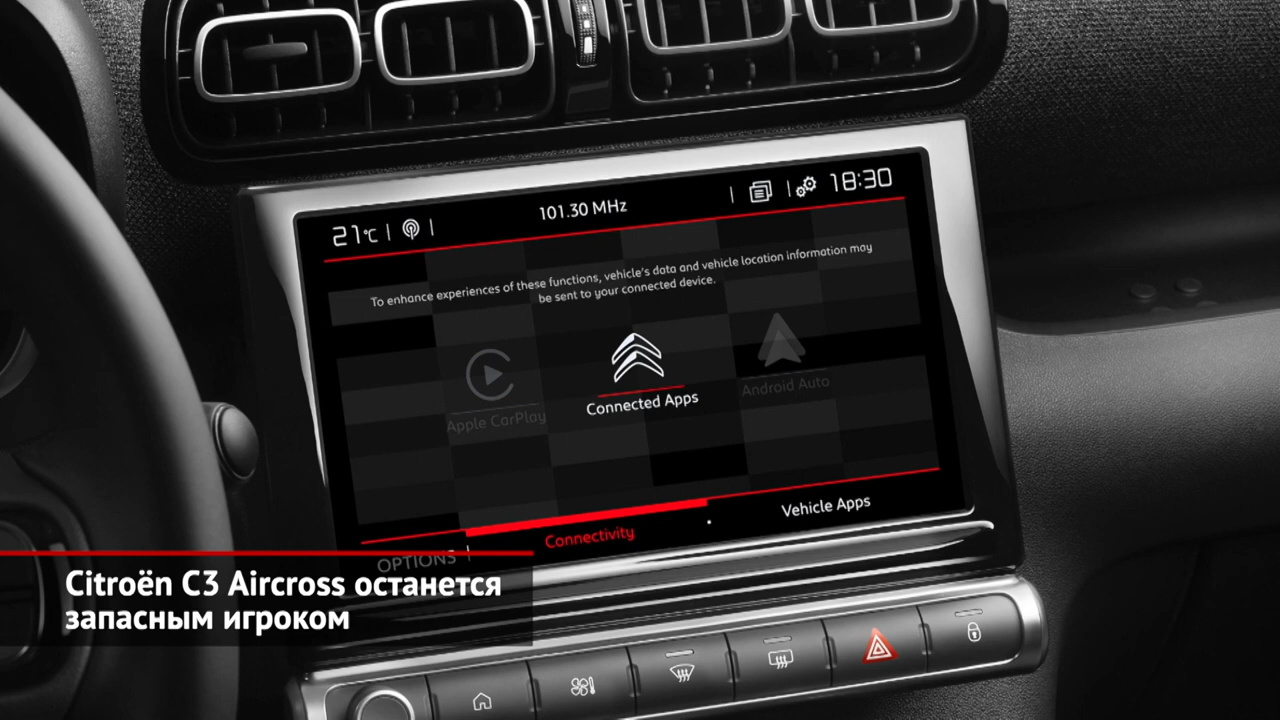 21°C
101.30 MHz
18:30
To enhance experiences of these functions, vehicle's data and vehicle location information may
be sent to your connected device.
Apple CarPlay
Connected Apps
Android Auto
OPTIONS
Connectivity
Vehicle Apps
Citroën C3 Aircross останется
запасным игроком